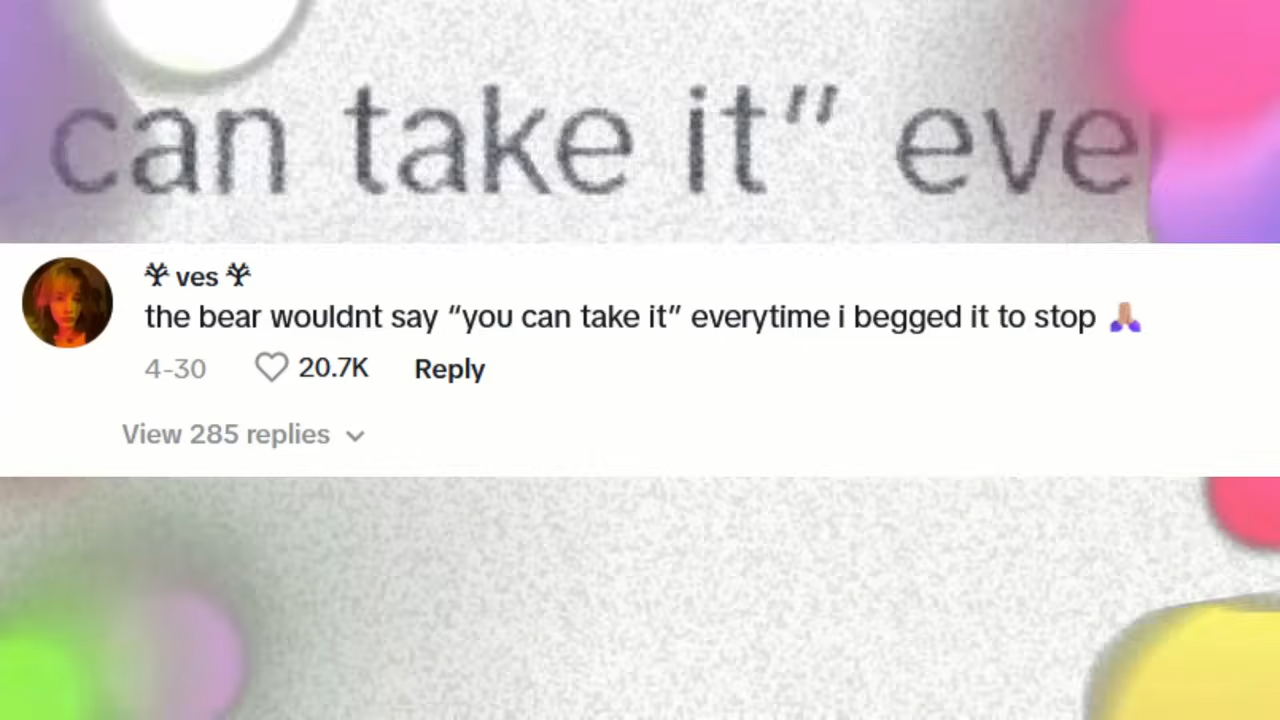 can take it” eve
ves
the bear wouldnt say “you can take it” everytime i begged it to stop 🙏🏼
4-30 20.7K Reply
View 285 replies